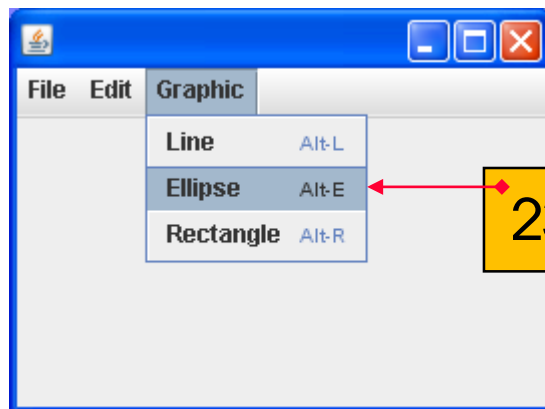 File Edit Graphic
Line Alt-L
Ellipse Alt-E
Rectangle Alt-R